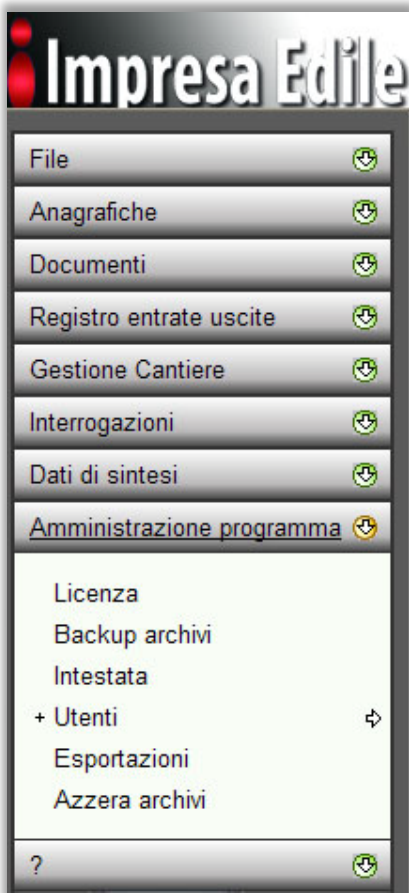 Impresa Edile
File
Anagrafiche
Documenti
Registro entrate uscite
Gestione Cantiere
Interrogazioni
Dati di sintesi
Amministrazione programma
Licenza
Backup archivi
Intestata
+ Utenti
Esportazioni
Azzera archivi
?